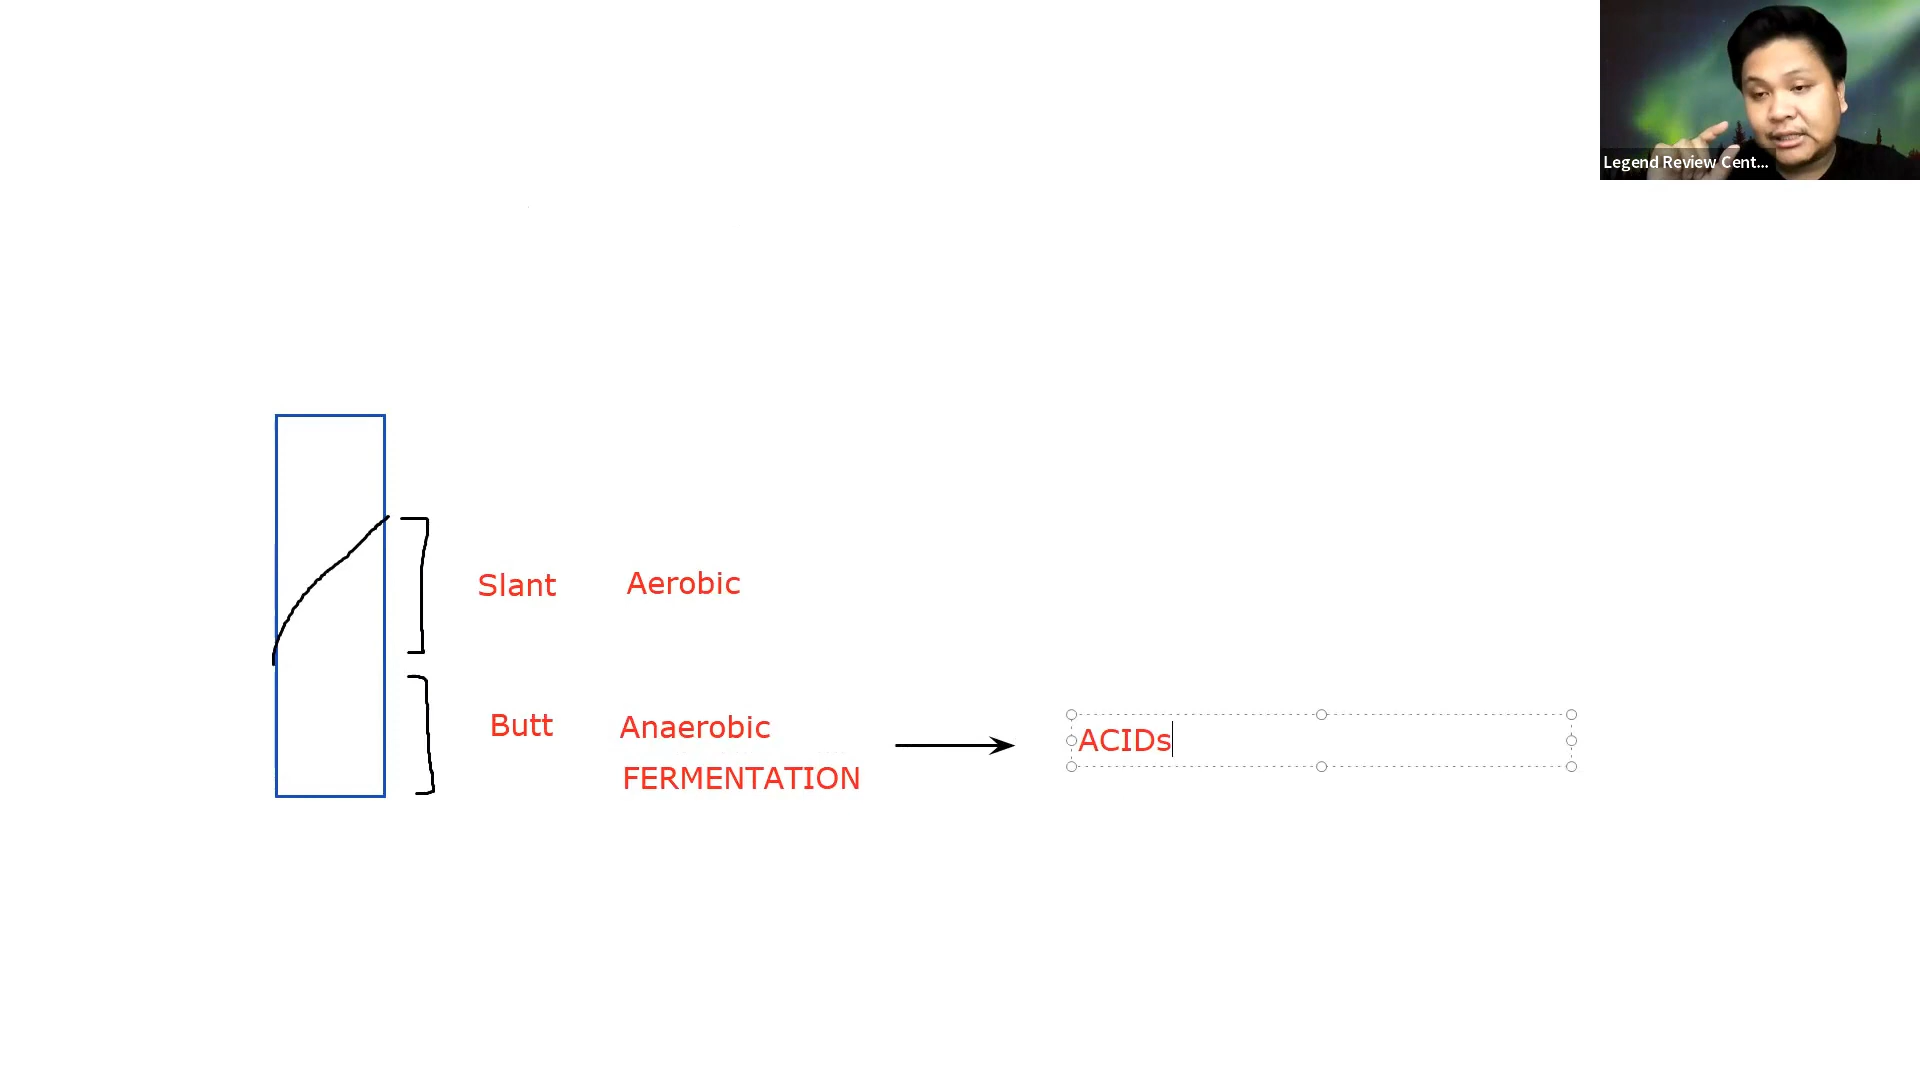 Legend Review Cent...
Slant Aerobic
Butt Anaerobic
FERMENTATION
ACIDs